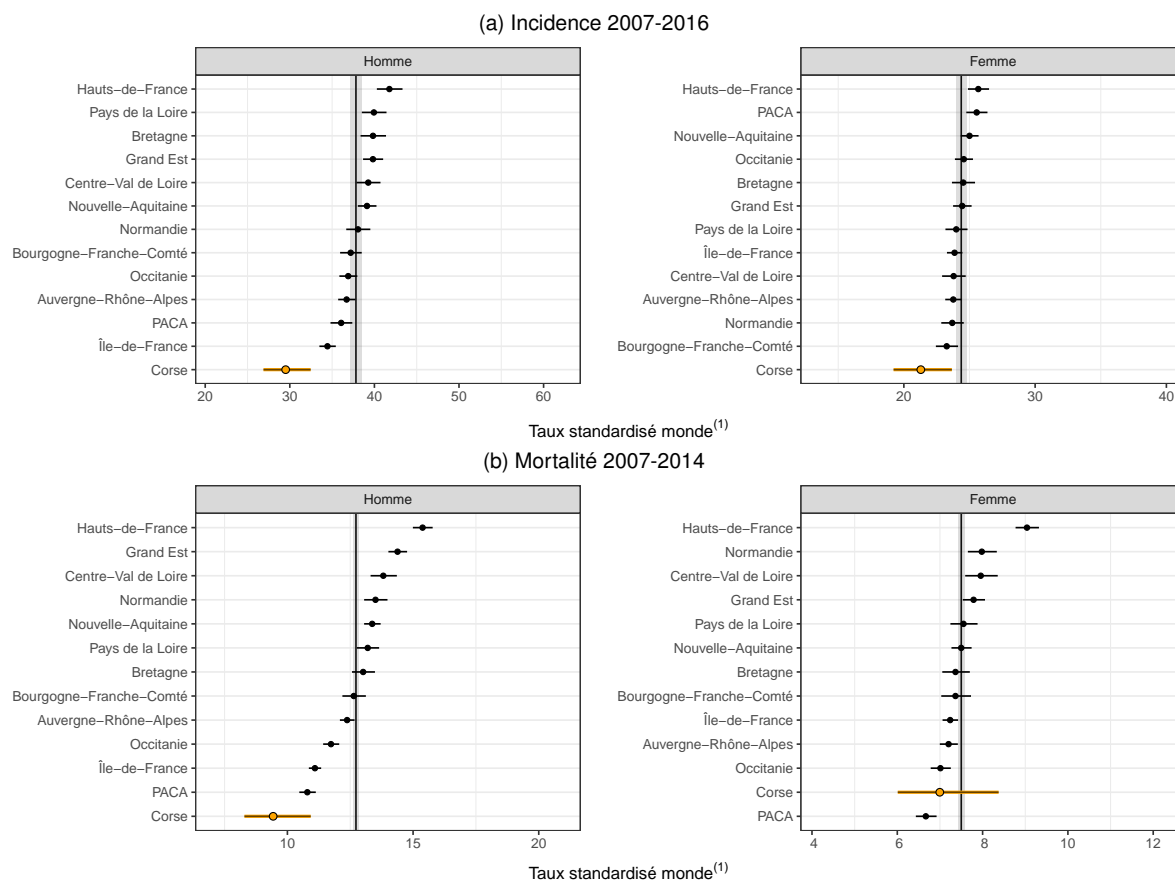 (a) Incidence 2007-2016
Homme
Hauts−de−France
Pays de la Loire
Bretagne
Grand Est
Centre−Val de Loire
Nouvelle−Aquitaine
Normandie
Bourgogne−Franche−Comté
Occitanie
Auvergne−Rhône−Alpes
PACA
Île−de−France
Corse
20 30 40 50 60
Femme
Hauts−de−France
PACA
Nouvelle−Aquitaine
Occitanie
Bretagne
Grand Est
Pays de la Loire
Île−de−France
Centre−Val de Loire
Auvergne−Rhône−Alpes
Normandie
Bourgogne−Franche−Comté
Corse
20 30 40
Taux standardisé monde(1)
(b) Mortalité 2007-2014
Homme
Hauts−de−France
Grand Est
Centre−Val de Loire
Normandie
Nouvelle−Aquitaine
Pays de la Loire
Bretagne
Bourgogne−Franche−Comté
Auvergne−Rhône−Alpes
Occitanie
Île−de−France
PACA
Corse
10 15 20
Femme
Hauts−de−France
Normandie
Centre−Val de Loire
Grand Est
Pays de la Loire
Nouvelle−Aquitaine
Bretagne
Bourgogne−Franche−Comté
Île−de−France
Auvergne−Rhône−Alpes
Occitanie
Corse
PACA
4 6 8 10 12
Taux standardisé monde(1)